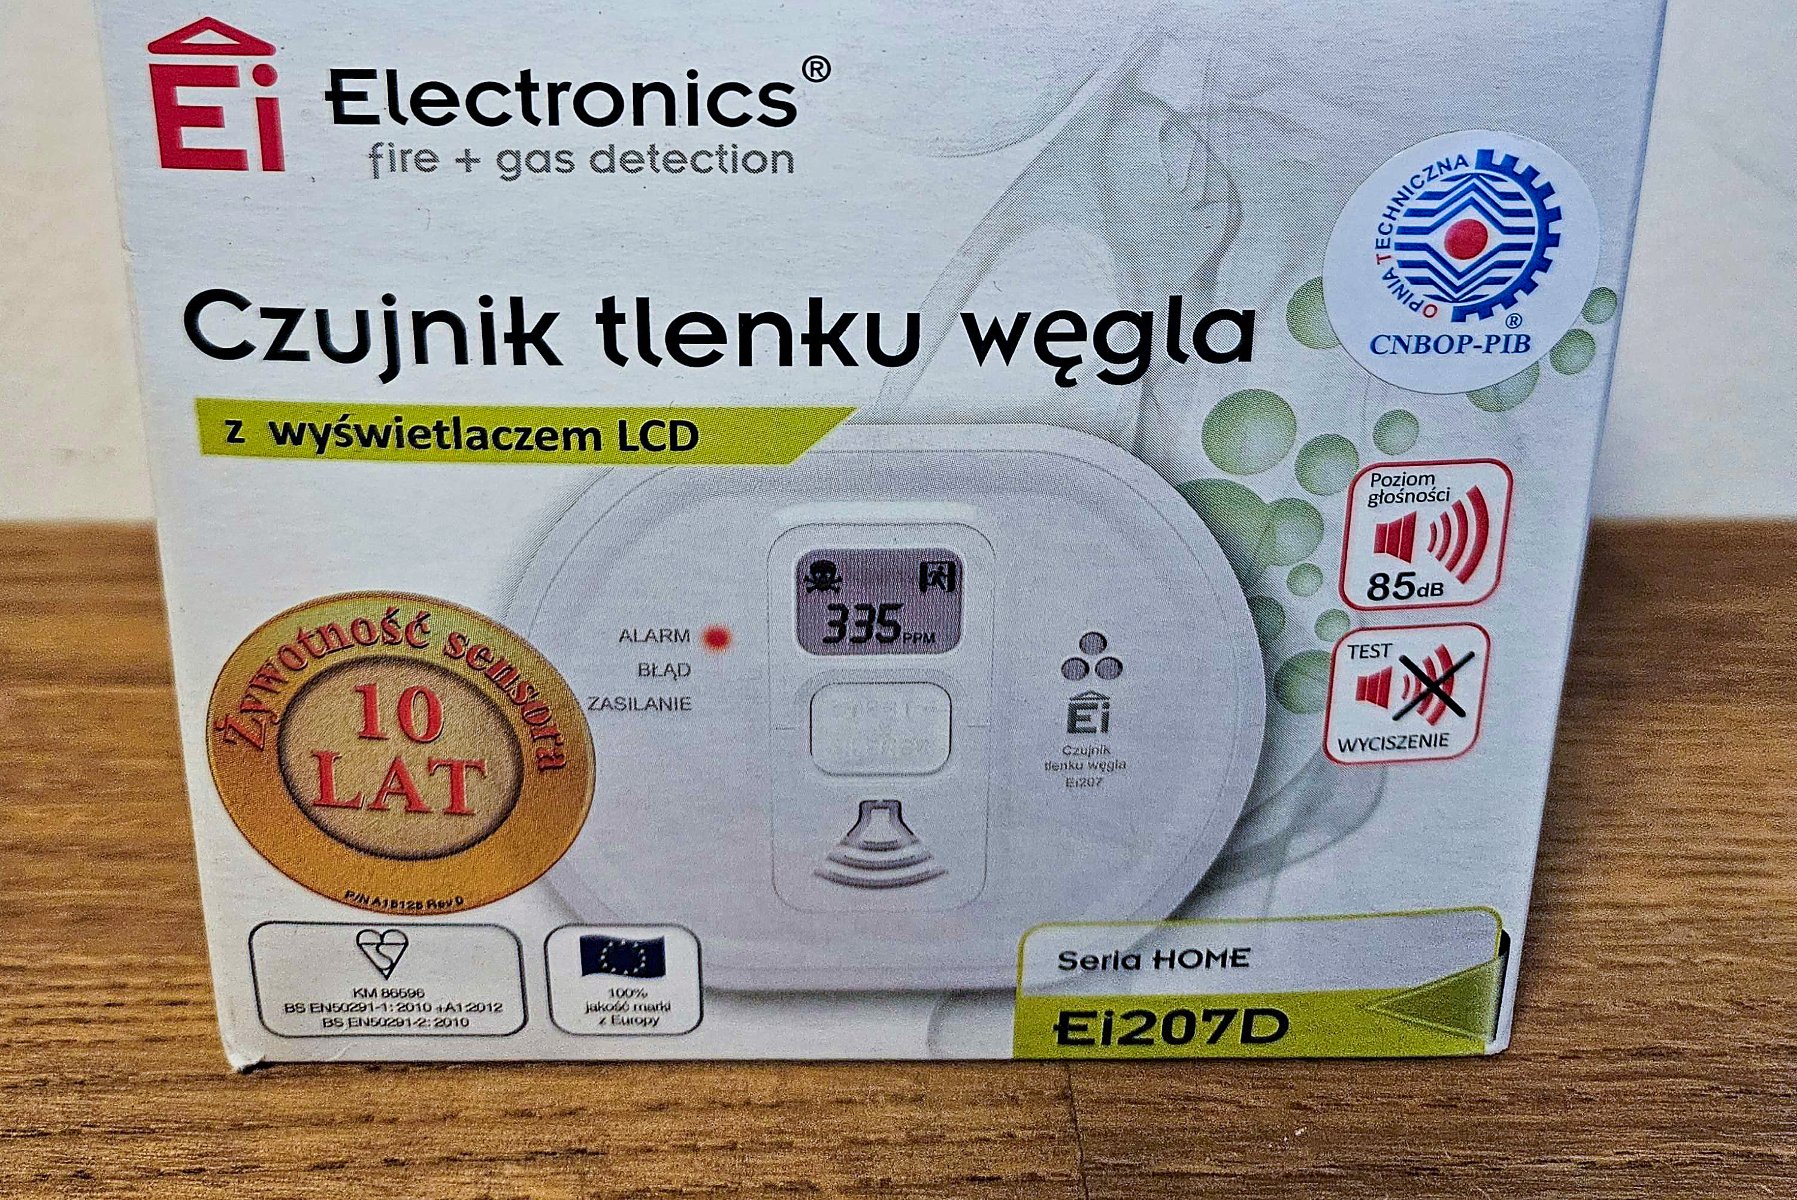 Ei Electronics®
fire + gas detection
OPINIA TECHNICZNA
®
CNBOP-PIB
Czujnik tlenku węgla
z wyświetlaczem LCD
Poziom
głośności
85dB
TEST
WYCISZENIE
335PPM
ALARM
BŁĄD
ZASILANIE
Ei
Czujnik
tlenku węgla
Ei207
Żywotność sensora
10
LAT
P/N A18128 Rev D
KM 86596
BS EN50291-1: 2010 +A1:2012
BS EN50291-2: 2010
100%
jakość marki
z Europy
Seria HOME
Ei207D